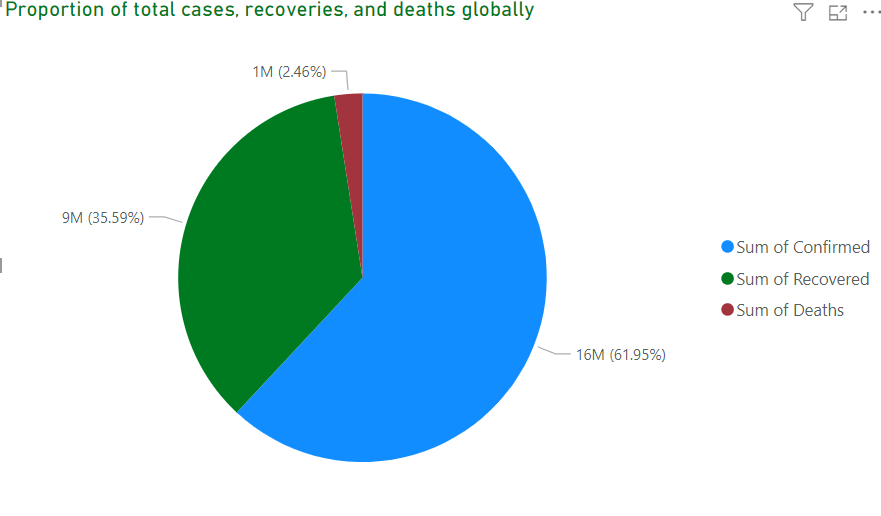 Proportion of total cases, recoveries, and deaths globally
1M (2.46%)
9M (35.59%)
Sum of Confirmed
Sum of Recovered
Sum of Deaths
16M (61.95%)